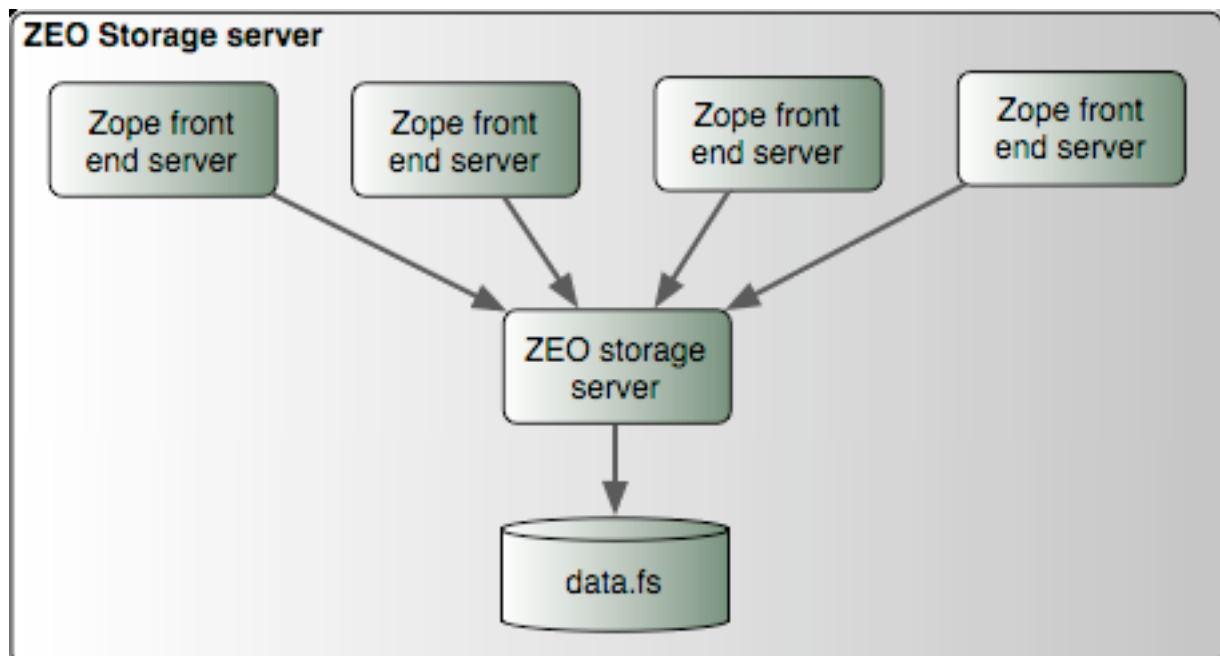 ZEO Storage server
Zope front
end server
Zope front
end server
Zope front
end server
Zope front
end server
ZEO storage
server
data.fs